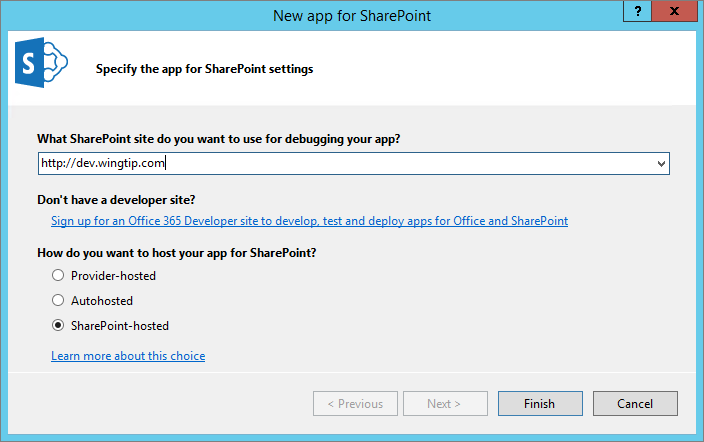 New app for SharePoint
? X
S
Specify the app for SharePoint settings
What SharePoint site do you want to use for debugging your app?
http://dev.wingtip.com
Don't have a developer site?
Sign up for an Office 365 Developer site to develop, test and deploy apps for Office and SharePoint
How do you want to host your app for SharePoint?
Provider-hosted
Autohosted
SharePoint-hosted
Learn more about this choice
< Previous Next > Finish Cancel